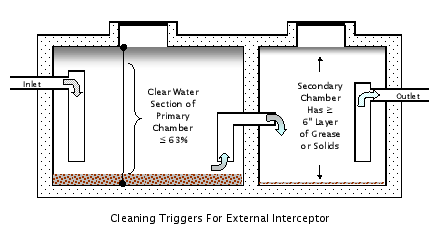 Inlet
Clear Water
Section of
Primary
Chamber
≤ 63%
Secondary
Chamber
Has ≥
6" Layer
of Grease
or Solids
Outlet
Cleaning Triggers For External Interceptor